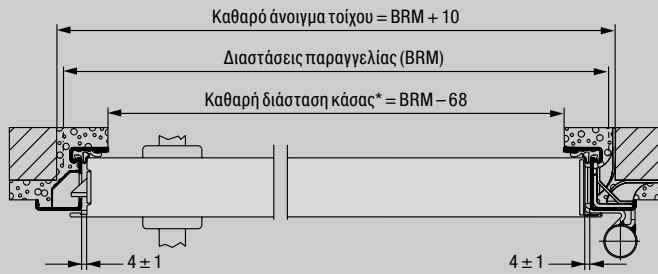 Καθαρό άνοιγμα τοίχου = BRM + 10
Διαστάσεις παραγγελίας (BRM)
Καθαρή διάσταση κάσας* = BRM – 68
4 ± 1
4 ± 1